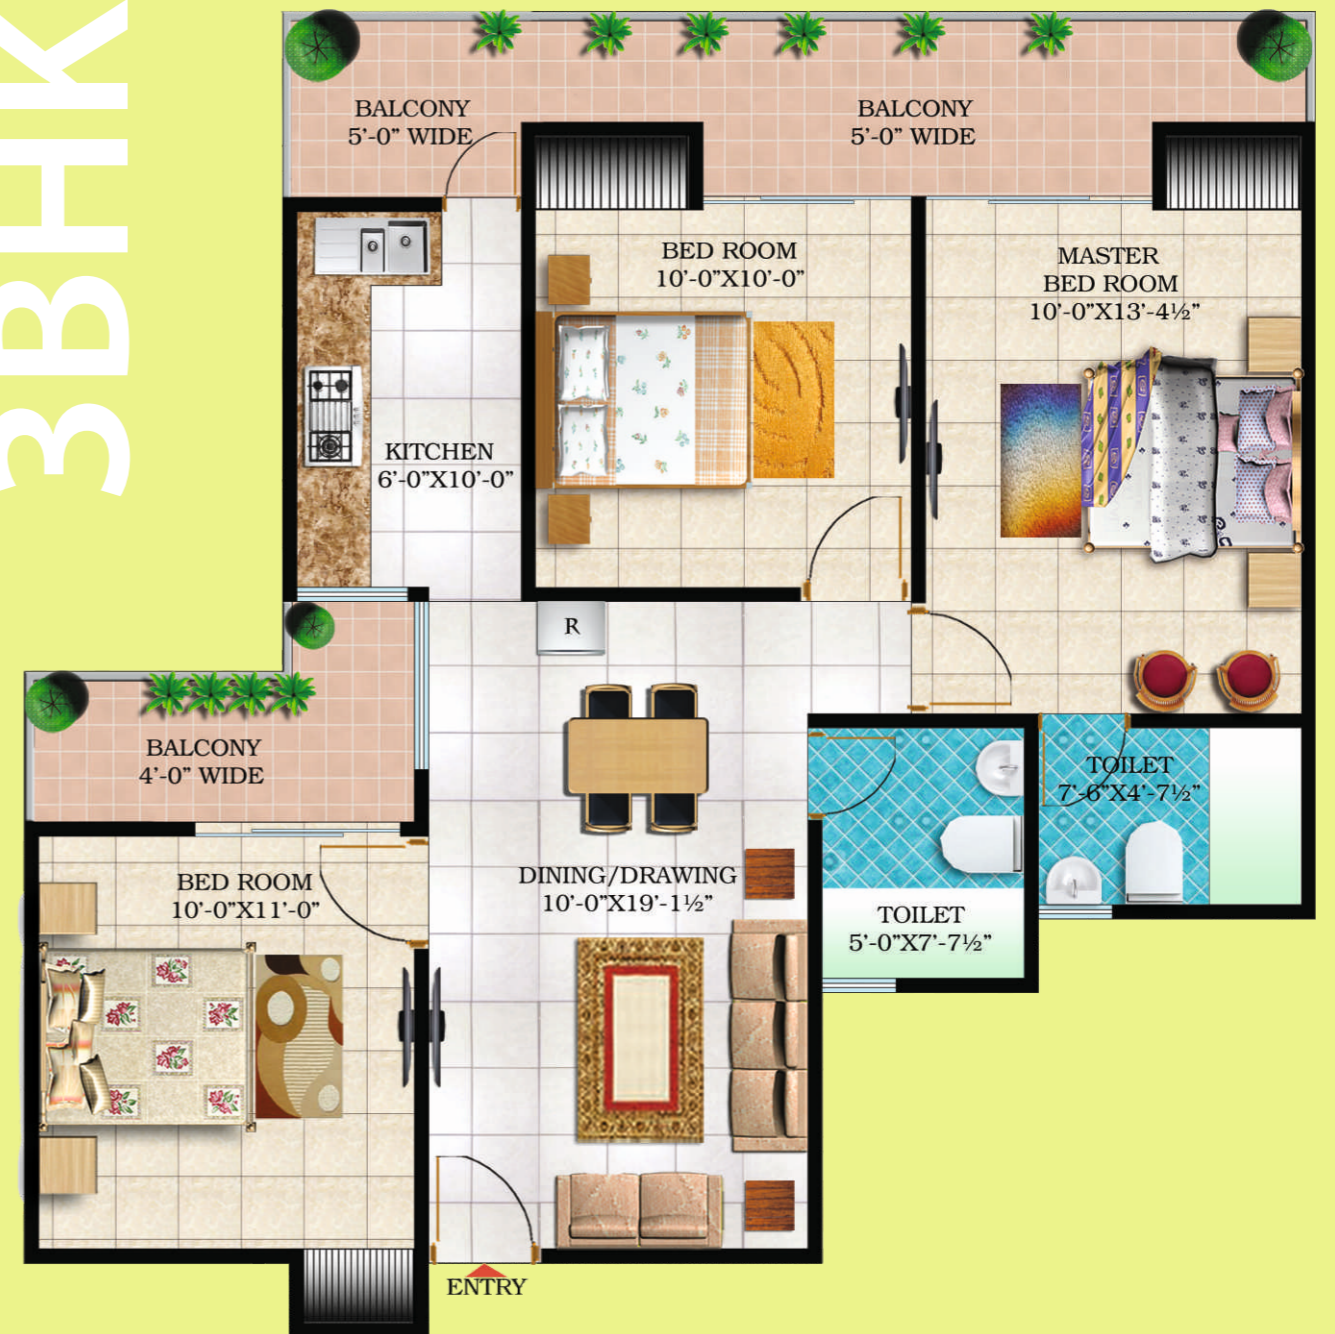 3BHK
BALCONY
5'-0" WIDE
BALCONY
5'-0" WIDE
BED ROOM
10'-0"X10'-0"
MASTER
BED ROOM
10'-0"X13'-4½"
KITCHEN
6'-0"X10'-0"
R
BALCONY
4'-0" WIDE
TOILET
7'-6"X4'-7½"
BED ROOM
10'-0"X11'-0"
DINING/DRAWING
10'-0"X19'-1½"
TOILET
5'-0"X7'-7½"
ENTRY